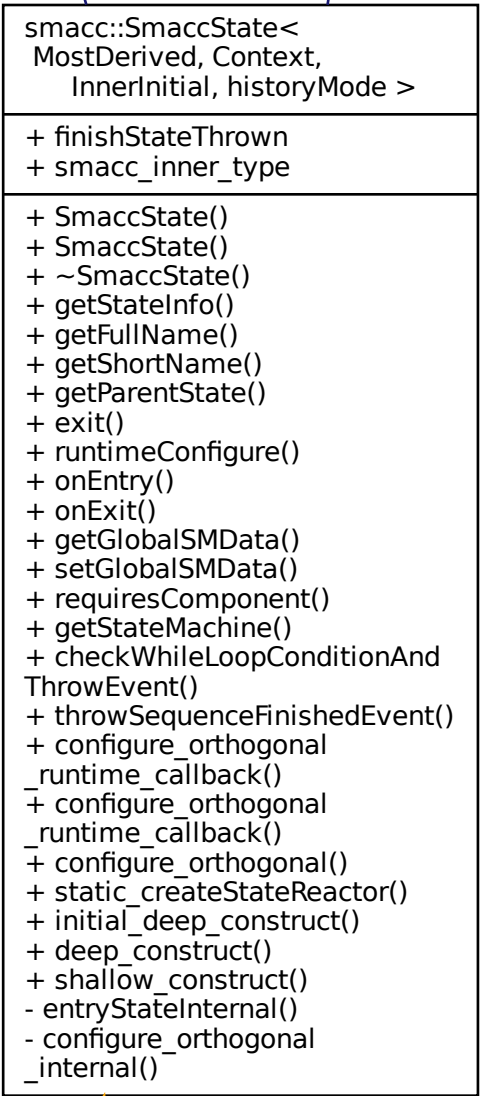 smacc::SmaccState<
MostDerived, Context,
InnerInitial, historyMode >
+ finishStateThrown
+ smacc_inner_type
+ SmaccState()
+ SmaccState()
+ ~SmaccState()
+ getStateInfo()
+ getFullName()
+ getShortName()
+ getParentState()
+ exit()
+ runtimeConfigure()
+ onEntry()
+ onExit()
+ getGlobalSMData()
+ setGlobalSMData()
+ requiresComponent()
+ getStateMachine()
+ checkWhileLoopConditionAnd
ThrowEvent()
+ throwSequenceFinishedEvent()
+ configure_orthogonal
_runtime_callback()
+ configure_orthogonal
_runtime_callback()
+ configure_orthogonal()
+ static_createStateReactor()
+ initial_deep_construct()
+ deep_construct()
+ shallow_construct()
- entryStateInternal()
- configure_orthogonal
_internal()